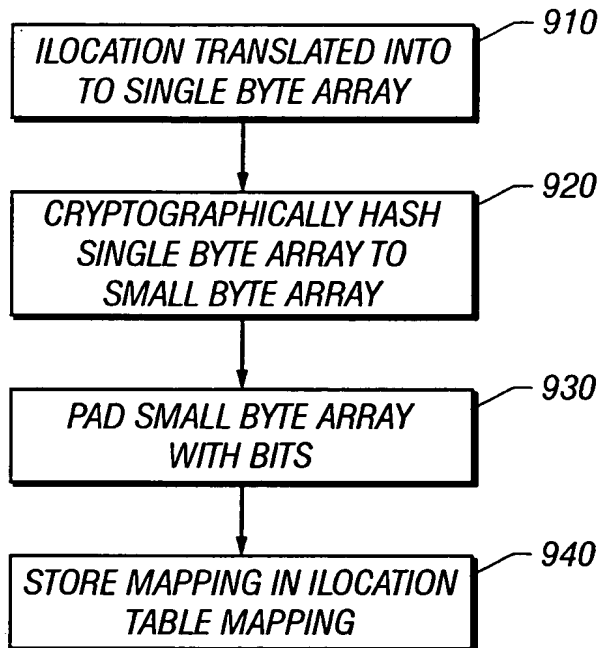 910
ILOCATION TRANSLATED INTO
TO SINGLE BYTE ARRAY
920
CRYPTOGRAPHICALLY HASH
SINGLE BYTE ARRAY TO
SMALL BYTE ARRAY
930
PAD SMALL BYTE ARRAY
WITH BITS
940
STORE MAPPING IN ILOCATION
TABLE MAPPING